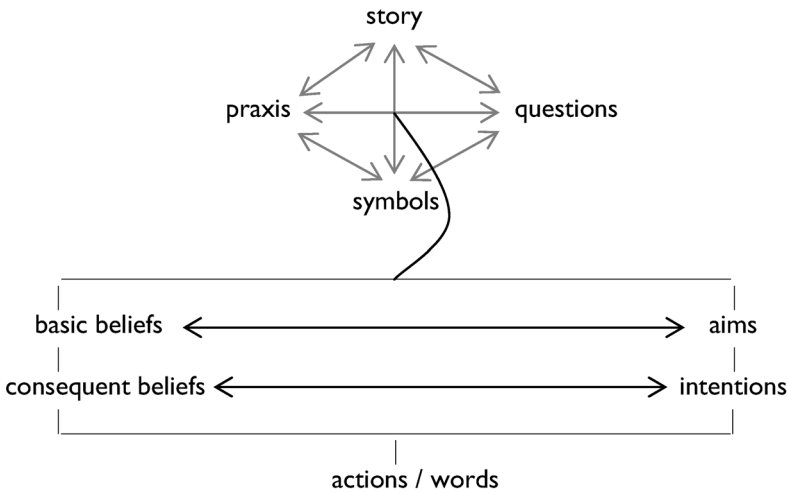 story
praxis questions
symbols
basic beliefs aims
consequent beliefs intentions
actions / words